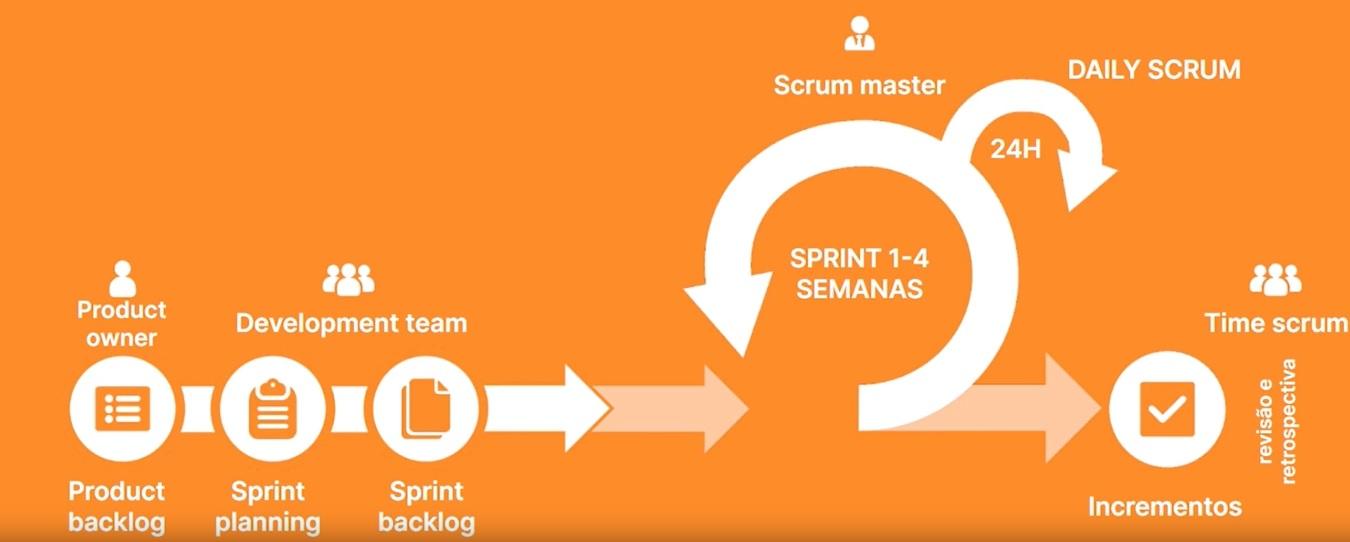 Scrum master
DAILY SCRUM
24H
SPRINT 1-4
SEMANAS
Product
owner
Development team
Time scrum
Product
backlog
Sprint
planning
Sprint
backlog
Incrementos
revisão e
retrospectiva